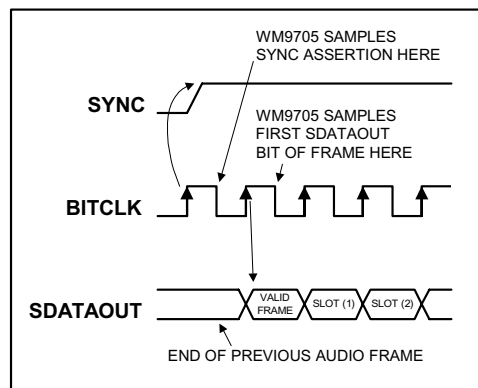 WM9705 SAMPLES
SYNC ASSERTION HERE
SYNC
WM9705 SAMPLES
FIRST SDATAOUT
BIT OF FRAME HERE
BITCLK
SDATAOUT
VALID
FRAME
SLOT (1)
SLOT (2)
END OF PREVIOUS AUDIO FRAME